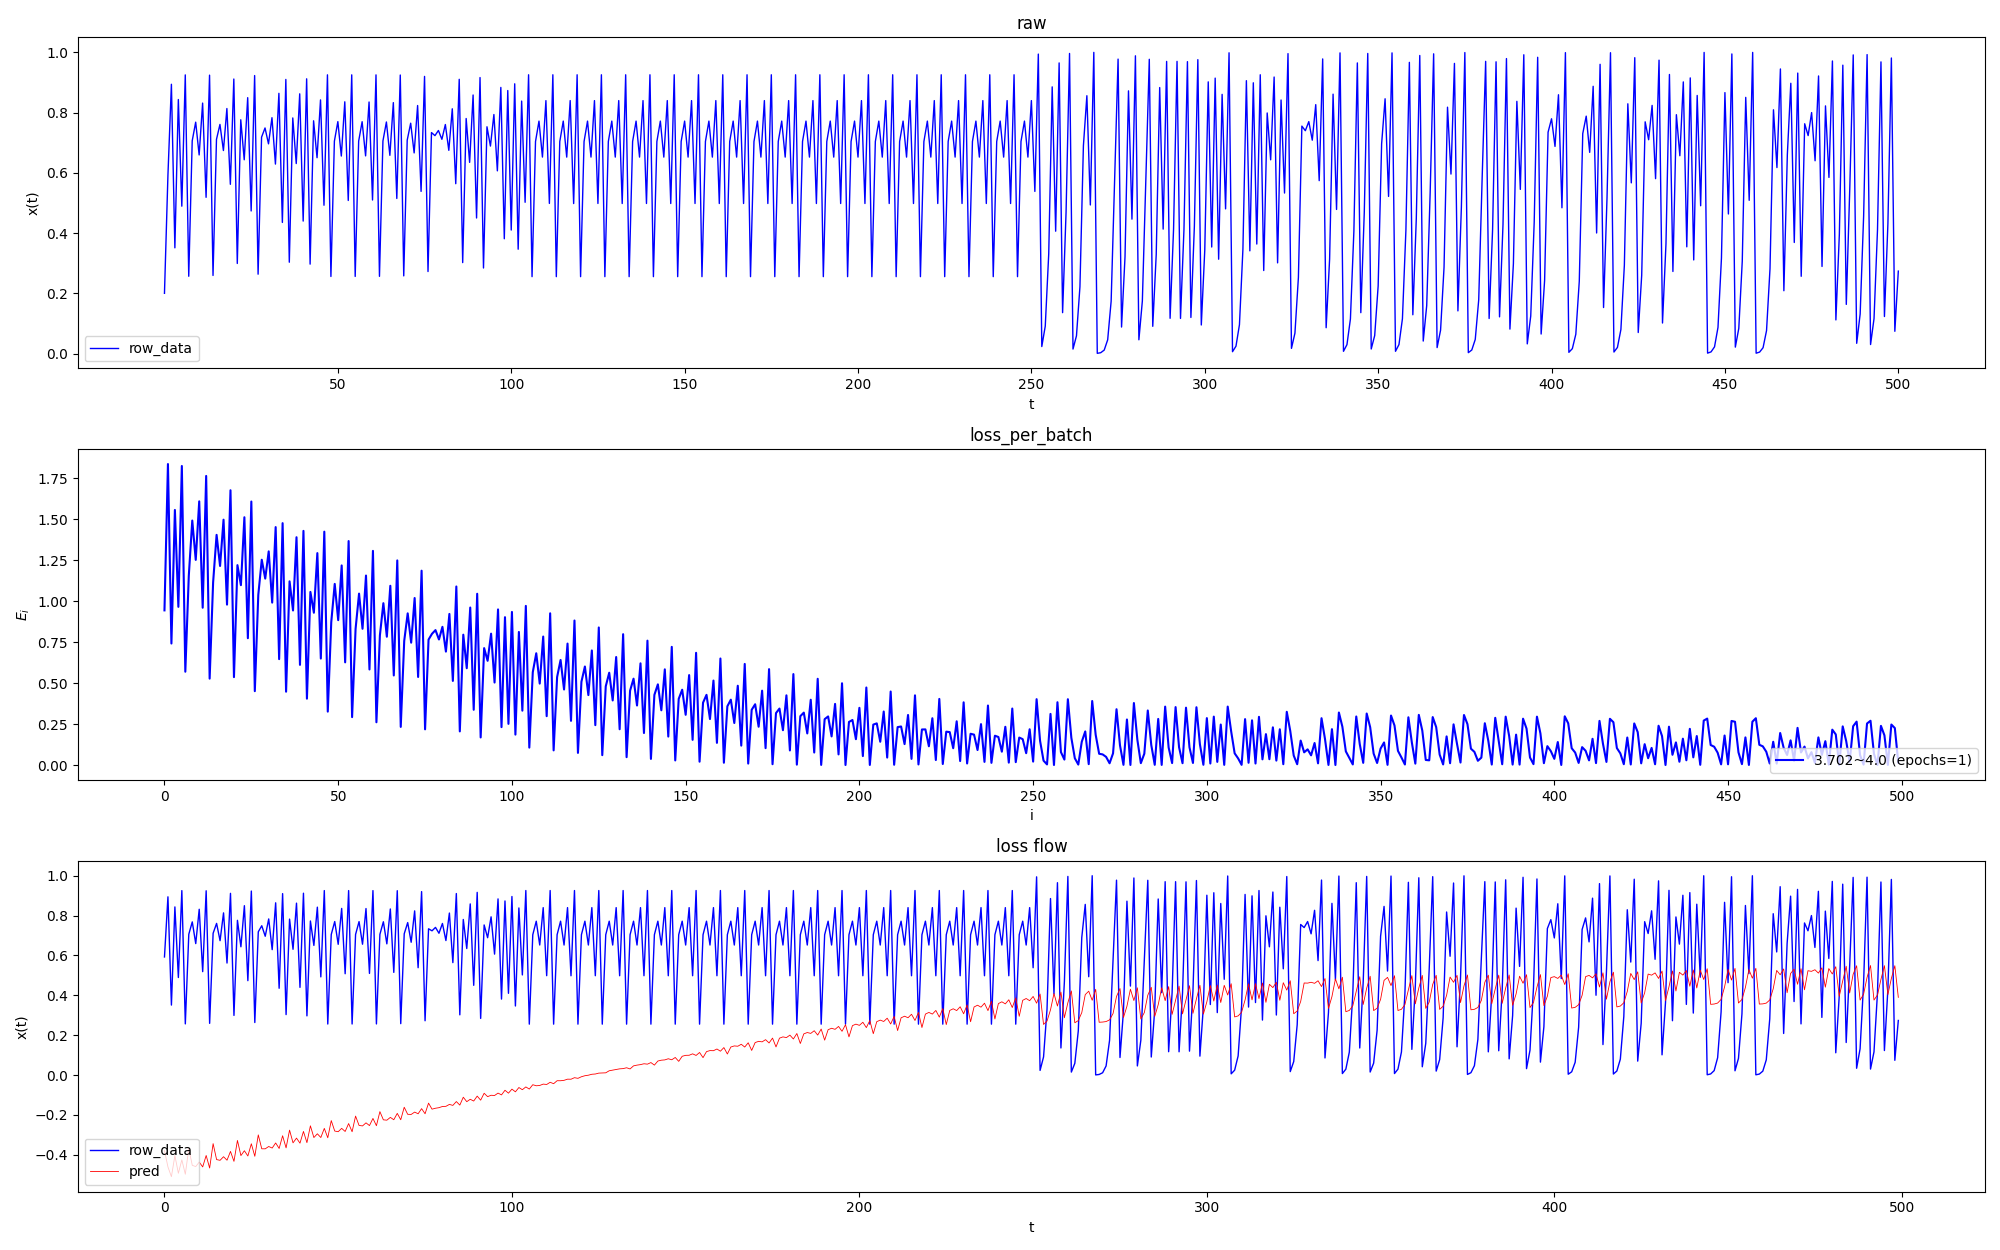 raw
1.0
0.8
0.6
0.4
0.2
0.0
x(t)
row_data
50 100 150 200 250 300 350 400 450 500
t
loss_per_batch
1.75
1.50
1.25
1.00
0.75
0.50
0.25
0.00
E_i
3.702~4.0 (epochs=1)
0 50 100 150 200 250 300 350 400 450 500
i
loss flow
1.0
0.8
0.6
0.4
0.2
0.0
−0.2
−0.4
x(t)
row_data
pred
0 100 200 300 400 500
t